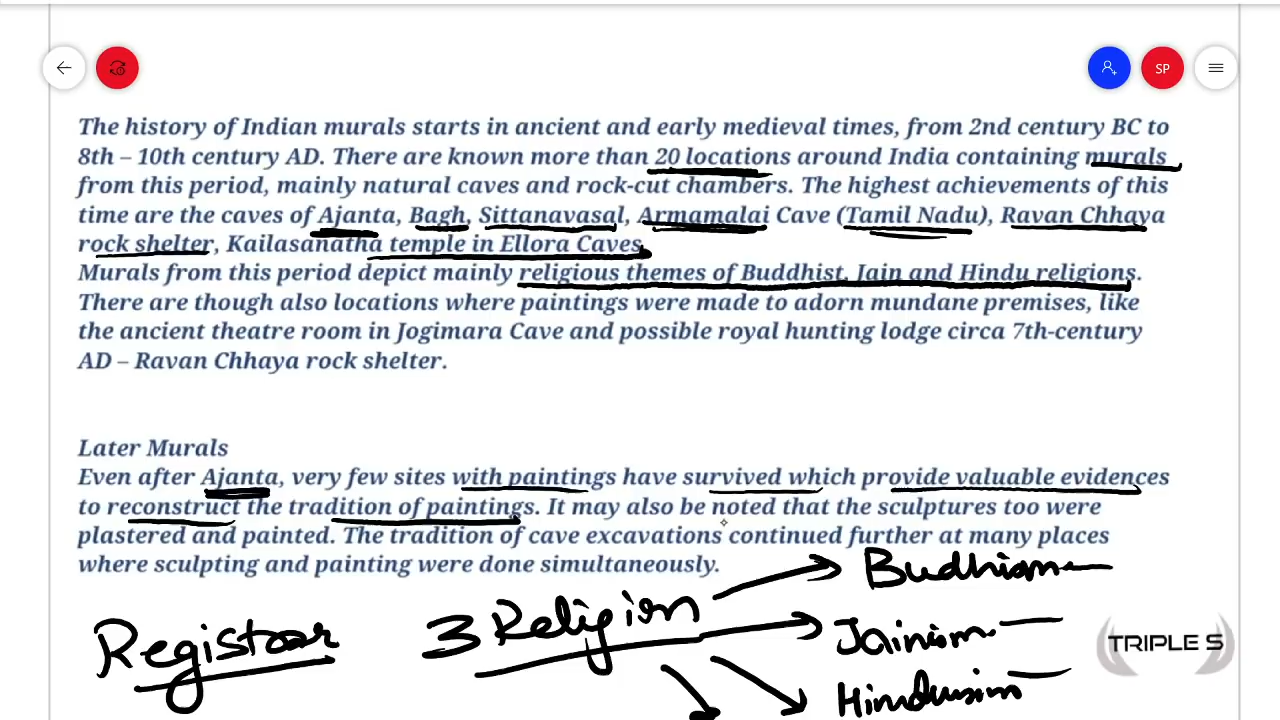 SP
The history of Indian murals starts in ancient and early medieval times, from 2nd century BC to
8th – 10th century AD. There are known more than 20 locations around India containing murals
from this period, mainly natural caves and rock-cut chambers. The highest achievements of this
time are the caves of Ajanta, Bagh, Sittanavasal, Armamalai Cave (Tamil Nadu), Ravan Chhaya
rock shelter, Kailasanatha temple in Ellora Caves.
Murals from this period depict mainly religious themes of Buddhist, Jain and Hindu religions.
There are though also locations where paintings were made to adorn mundane premises, like
the ancient theatre room in Jogimara Cave and possible royal hunting lodge circa 7th-century
AD – Ravan Chhaya rock shelter.
Later Murals
Even after Ajanta, very few sites with paintings have survived which provide valuable evidences
to reconstruct the tradition of paintings. It may also be noted that the sculptures too were
plastered and painted. The tradition of cave excavations continued further at many places
where sculpting and painting were done simultaneously.
Budhism
3 Religion
Registrar
Jainism
TRIPLE S
Hinduism